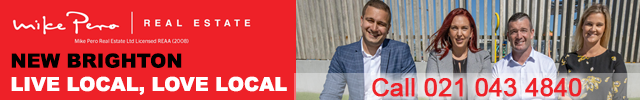 Mike Pero | REAL ESTATE
Mike Pero Real Estate Ltd Licensed REAA (2008)
NEW BRIGHTON
LIVE LOCAL, LOVE LOCAL
Call 021 043 4840